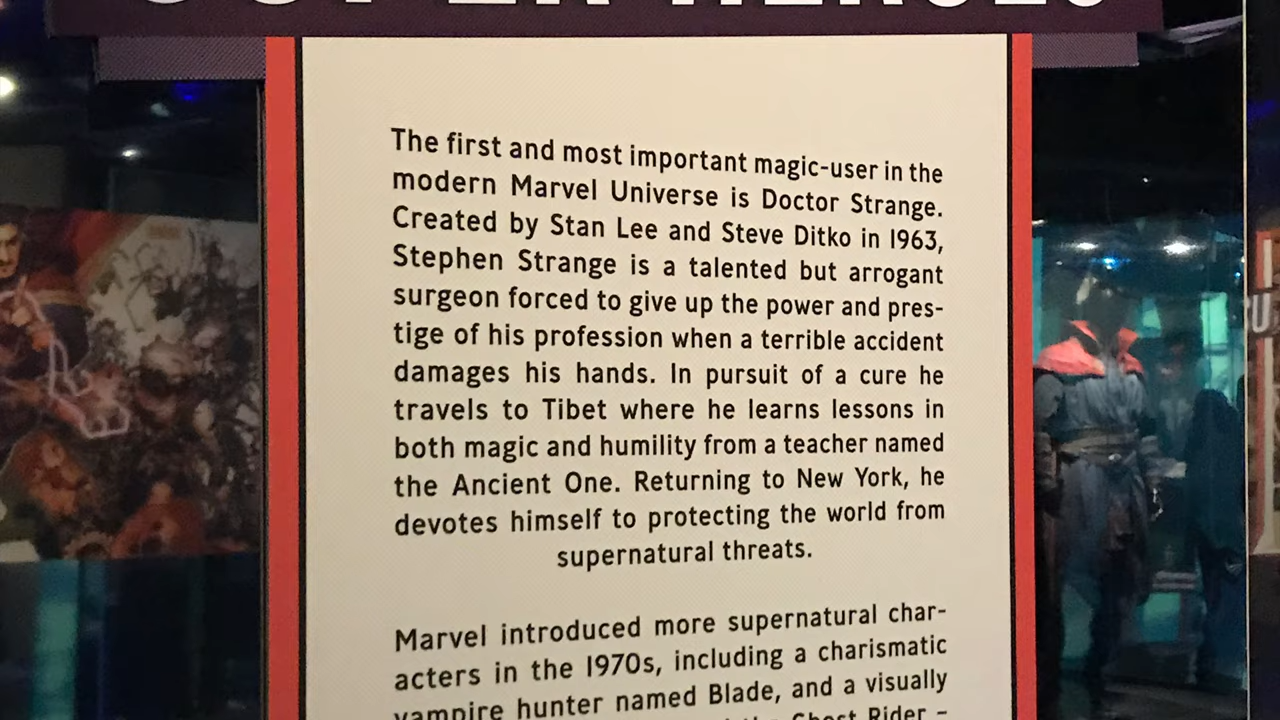 The first and most important magic-user in the
modern Marvel Universe is Doctor Strange.
Created by Stan Lee and Steve Ditko in 1963,
Stephen Strange is a talented but arrogant
surgeon forced to give up the power and pres-
tige of his profession when a terrible accident
damages his hands. In pursuit of a cure he
travels to Tibet where he learns lessons in
both magic and humility from a teacher named
the Ancient One. Returning to New York, he
devotes himself to protecting the world from
supernatural threats.
Marvel introduced more supernatural char-
acters in the 1970s, including a charismatic
vampire hunter named Blade, and a visually
the Ghost Rider –